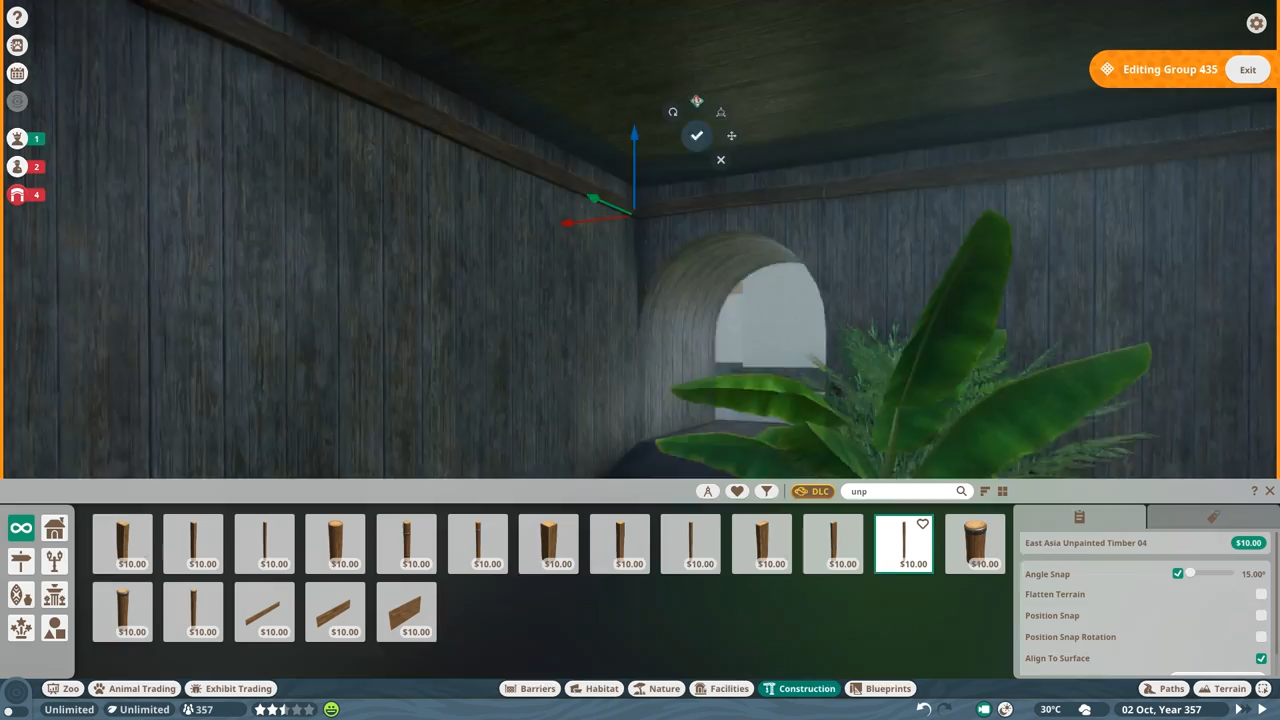 Editing Group 435 Exit
1
2
4
DLC unp
$10.00 $10.00 $10.00 $10.00 $10.00 $10.00 $10.00 $10.00 $10.00 $10.00 $10.00 $10.00 $10.00
$10.00 $10.00 $10.00 $10.00 $10.00
East Asia Unpainted Timber 04 $10.00
Angle Snap 15.00°
Flatten Terrain
Position Snap
Position Snap Rotation
Align To Surface
Zoo Animal Trading Exhibit Trading Barriers Habitat Nature Facilities Construction Blueprints Paths Terrain
Unlimited Unlimited 357 30°C 02 Oct, Year 357